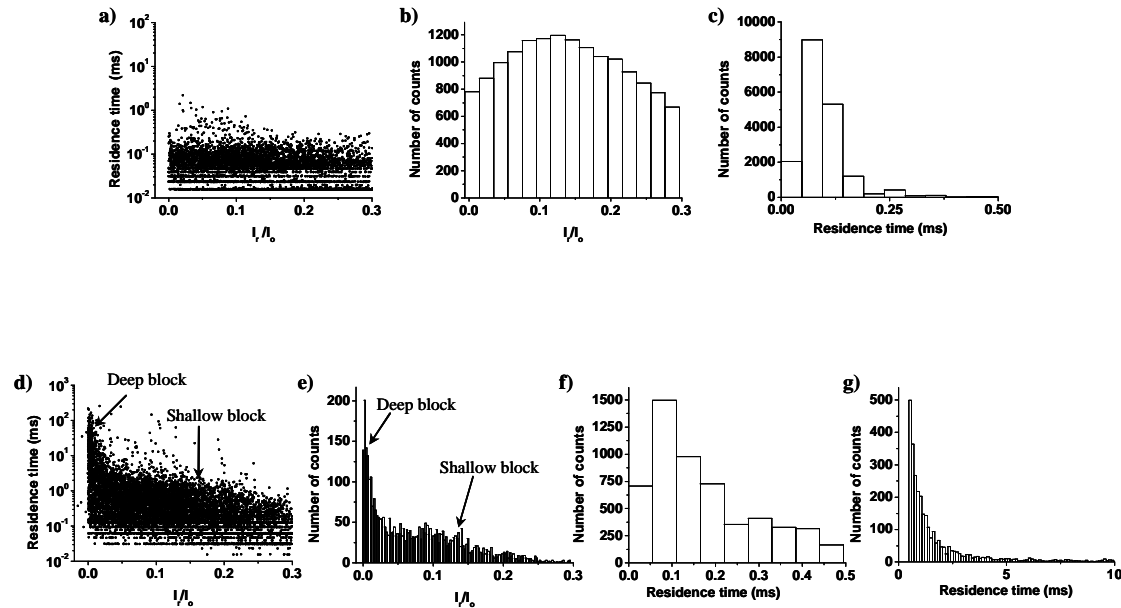 a)
Residence time (ms)
10²
10¹
10⁰
10⁻¹
10⁻²
0.0 0.1 0.2 0.3
Iᵣ/Iₒ
b)
Number of counts
1200
1000
800
600
400
200
0
0.0 0.1 0.2 0.3
Iᵣ/Iₒ
c)
Number of counts
10000
8000
6000
4000
2000
0
0.00 0.25 0.50
Residence time (ms)
d)
Deep block
Shallow block
Residence time (ms)
10³
10²
10¹
10⁰
10⁻¹
10⁻²
0.0 0.1 0.2 0.3
Iᵣ/Iₒ
e)
Deep block
Shallow block
Number of counts
200
150
100
50
0
0.0 0.1 0.2 0.3
Iᵣ/Iₒ
f)
Number of counts
1500
1250
1000
750
500
250
0
0.0 0.1 0.2 0.3 0.4 0.5
Residence time (ms)
g)
Number of counts
500
400
300
200
100
0
0 5 10
Residence time (ms)